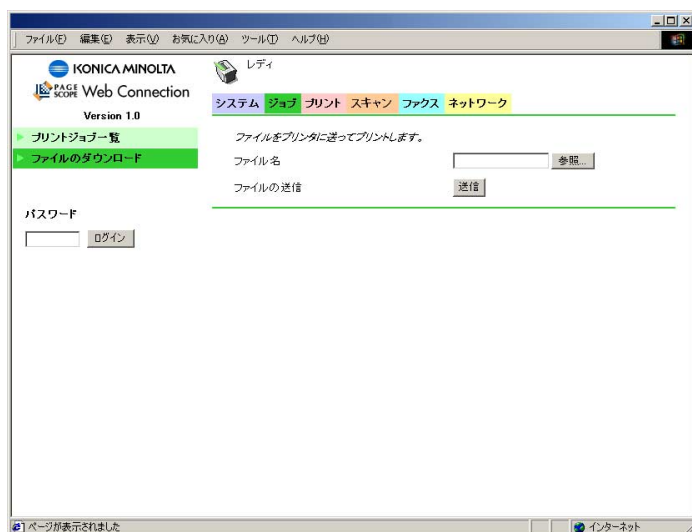 ファイル(F) 編集(E) 表示(V) お気に入り(A) ツール(T) ヘルプ(H)
KONICA MINOLTA
PAGE SCOPE Web Connection
Version 1.0
レディ
システム ジョブ プリント スキャン ファクス ネットワーク
プリントジョブ一覧
ファイルのダウンロード
ファイルをプリンタに送ってプリントします。
ファイル名 参照...
ファイルの送信 送信
パスワード
ログイン
ページが表示されました インターネット